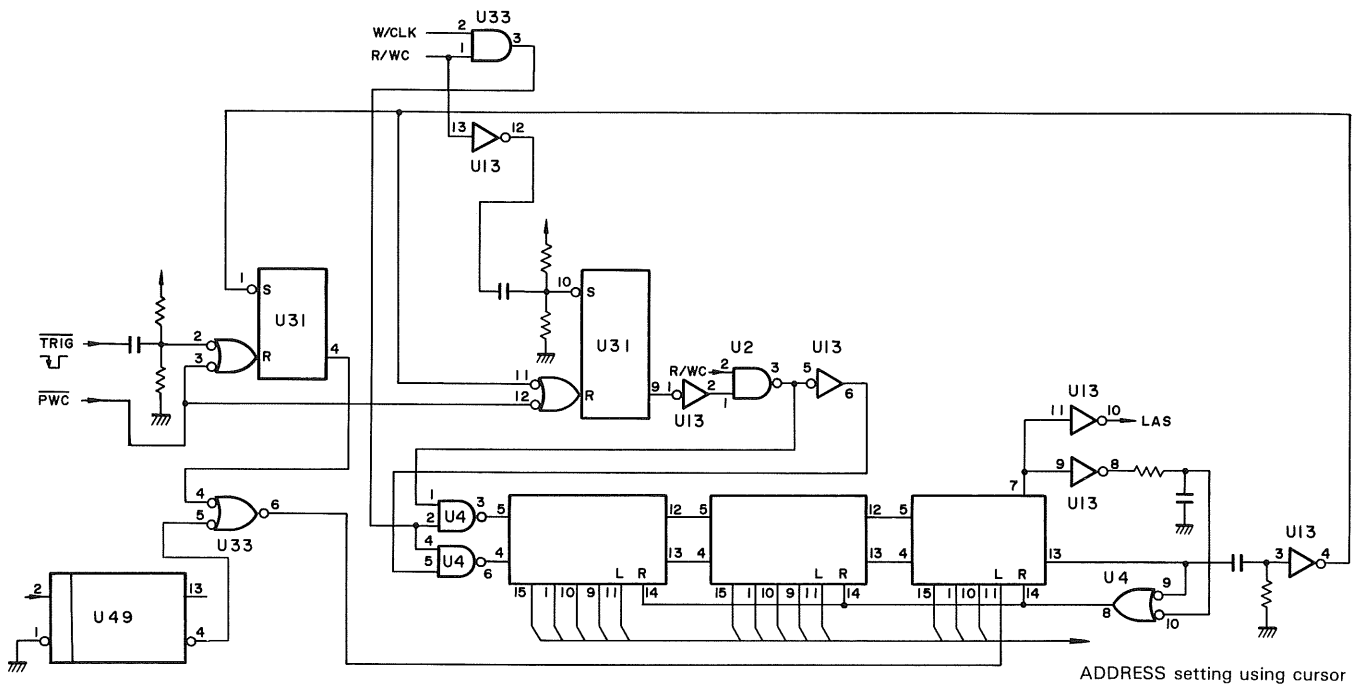 U33
W/CLK 2 3
R/WC 1
13 12
U13
1 S
U31
TRIG 2
3 R 4
PWC
10 S
U31
11 R 9
12
1 2
U13
U2
R/WC 2 3
1
U13
5 6
U13
11 10 LAS
9 8
U13
7
4 6
5
U33
1 3
2 U4
4
5 U4 6
5 12 5 12 5
4 13 4 13 4 13
L R L R L R
15 1 10 9 11 14 15 1 10 9 11 14 15 1 10 11 14
U4
9
8 10
U13
3 4
2 13
U49
1 4
ADDRESS setting using cursor